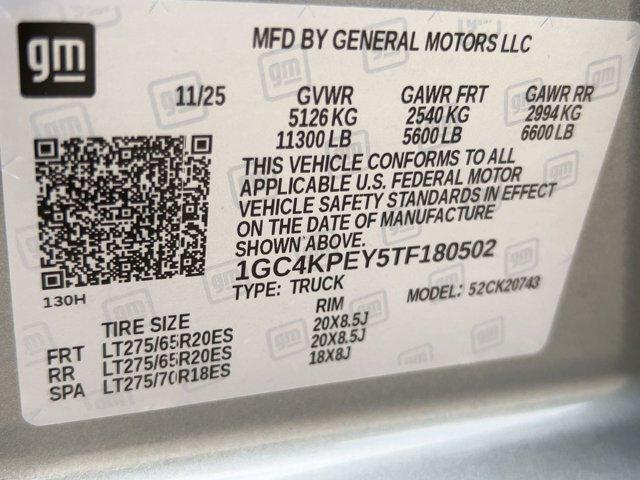 gm
MFD BY GENERAL MOTORS LLC
11/25 GVWR GAWR FRT GAWR RR
5126 KG 2540 KG 2994 KG
11300 LB 5600 LB 6600 LB
THIS VEHICLE CONFORMS TO ALL
APPLICABLE U.S. FEDERAL MOTOR
VEHICLE SAFETY STANDARDS IN EFFECT
ON THE DATE OF MANUFACTURE
SHOWN ABOVE.
1GC4KPEY5TF180502
TYPE: TRUCK MODEL: 52CK20743
130H
TIRE SIZE RIM
FRT LT275/65R20ES 20X8.5J
RR LT275/65R20ES 20X8.5J
SPA LT275/70R18ES 18X8J